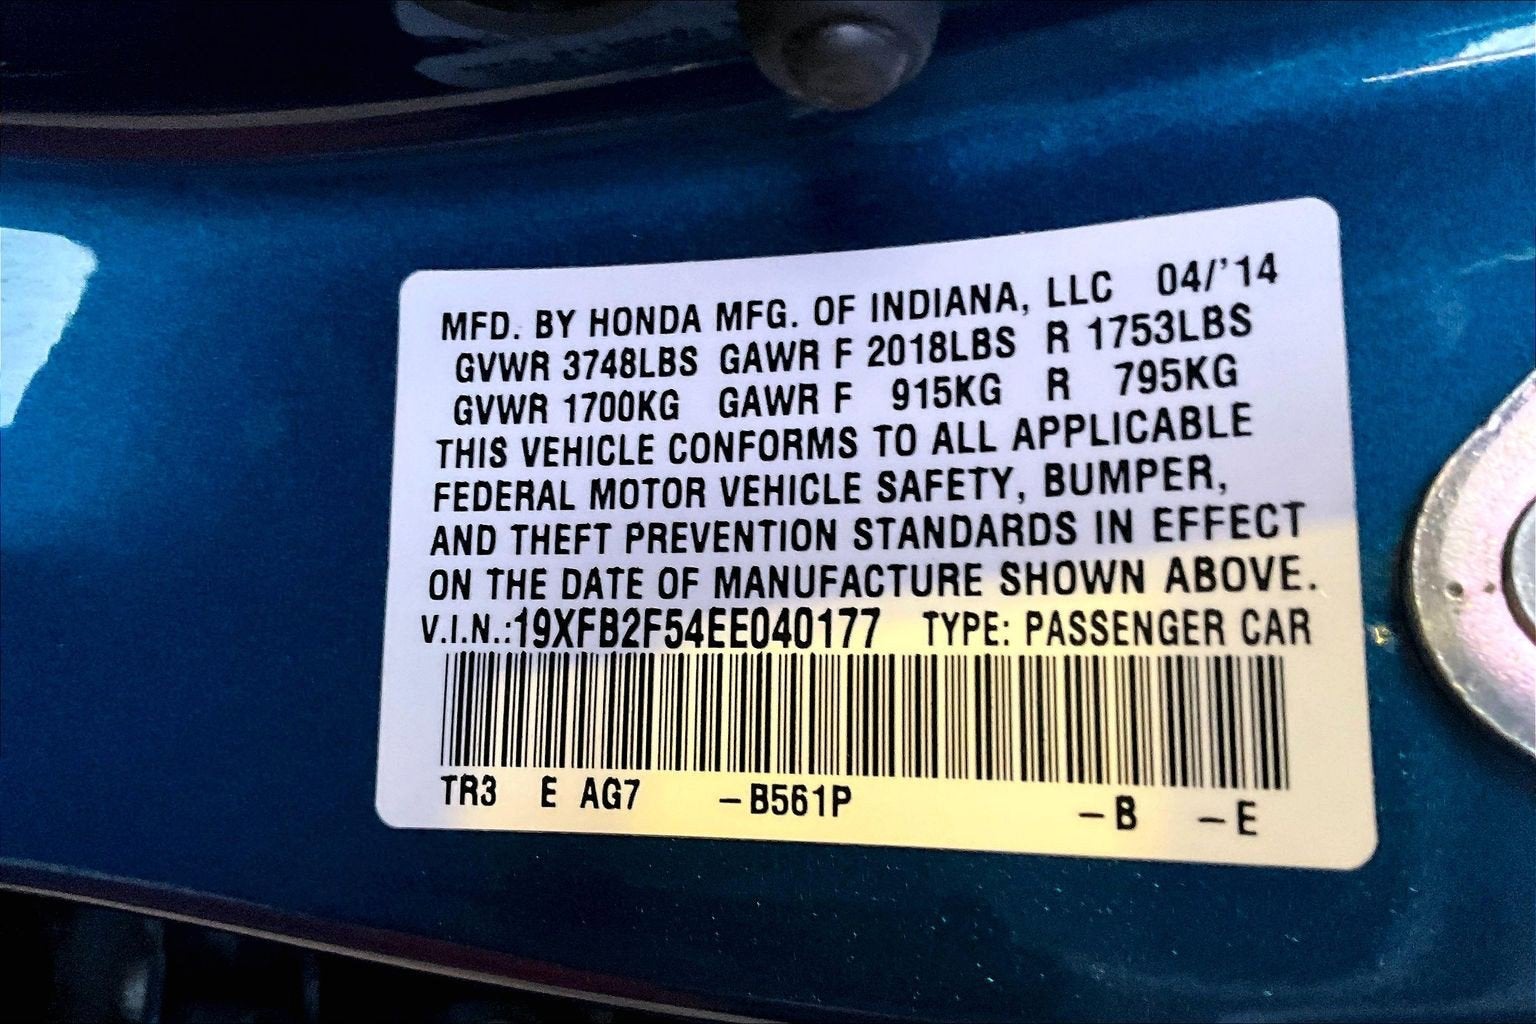 MFD. BY HONDA MFG. OF INDIANA, LLC 04/'14
GVWR 3748LBS GAWR F 2018LBS R 1753LBS
GVWR 1700KG GAWR F 915KG R 795KG
THIS VEHICLE CONFORMS TO ALL APPLICABLE
FEDERAL MOTOR VEHICLE SAFETY, BUMPER,
AND THEFT PREVENTION STANDARDS IN EFFECT
ON THE DATE OF MANUFACTURE SHOWN ABOVE.
V.I.N.:19XFB2F54EE040177 TYPE: PASSENGER CAR
TR3 E AG7 –B561P –B –E